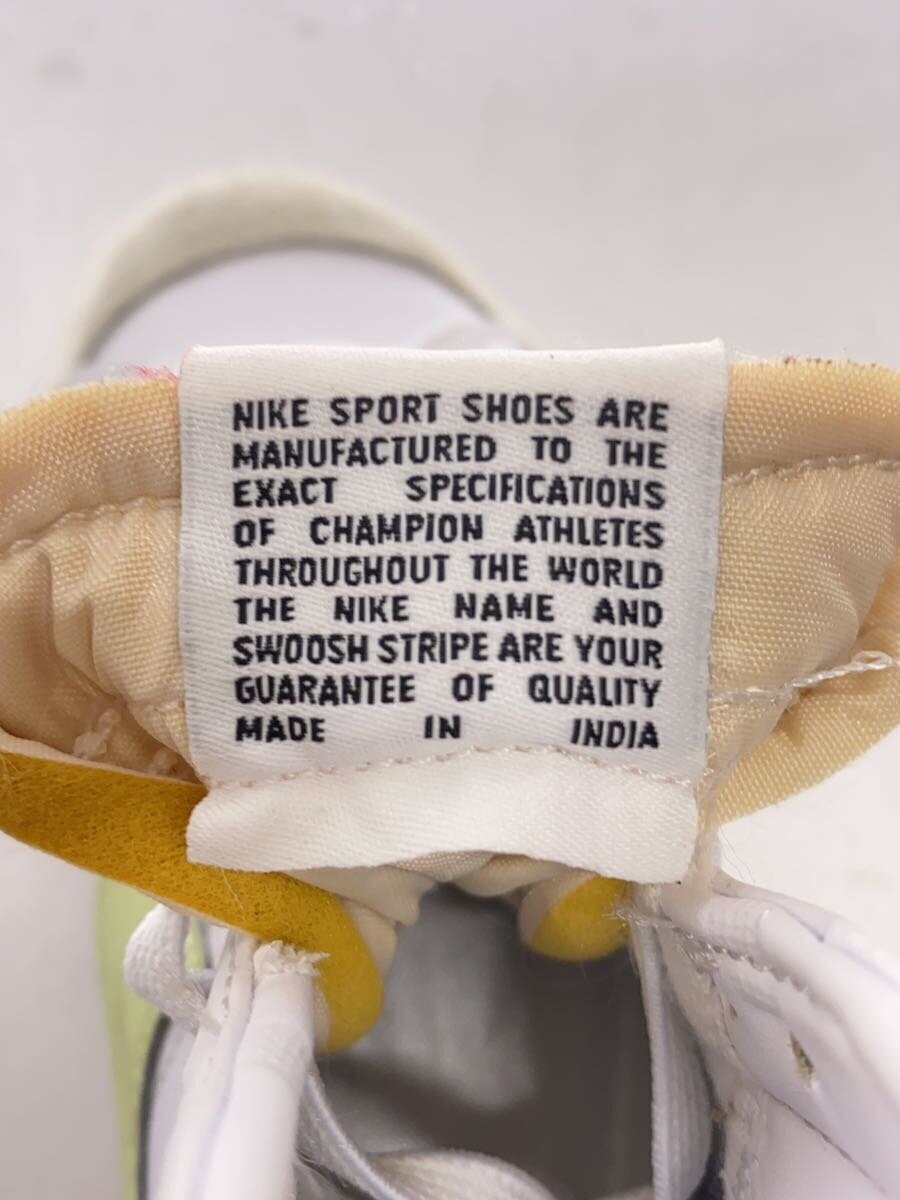 NIKE SPORT SHOES ARE
MANUFACTURED TO THE
EXACT SPECIFICATIONS
OF CHAMPION ATHLETES
THROUGHOUT THE WORLD
THE NIKE NAME AND
SWOOSH STRIPE ARE YOUR
GUARANTEE OF QUALITY
MADE IN INDIA